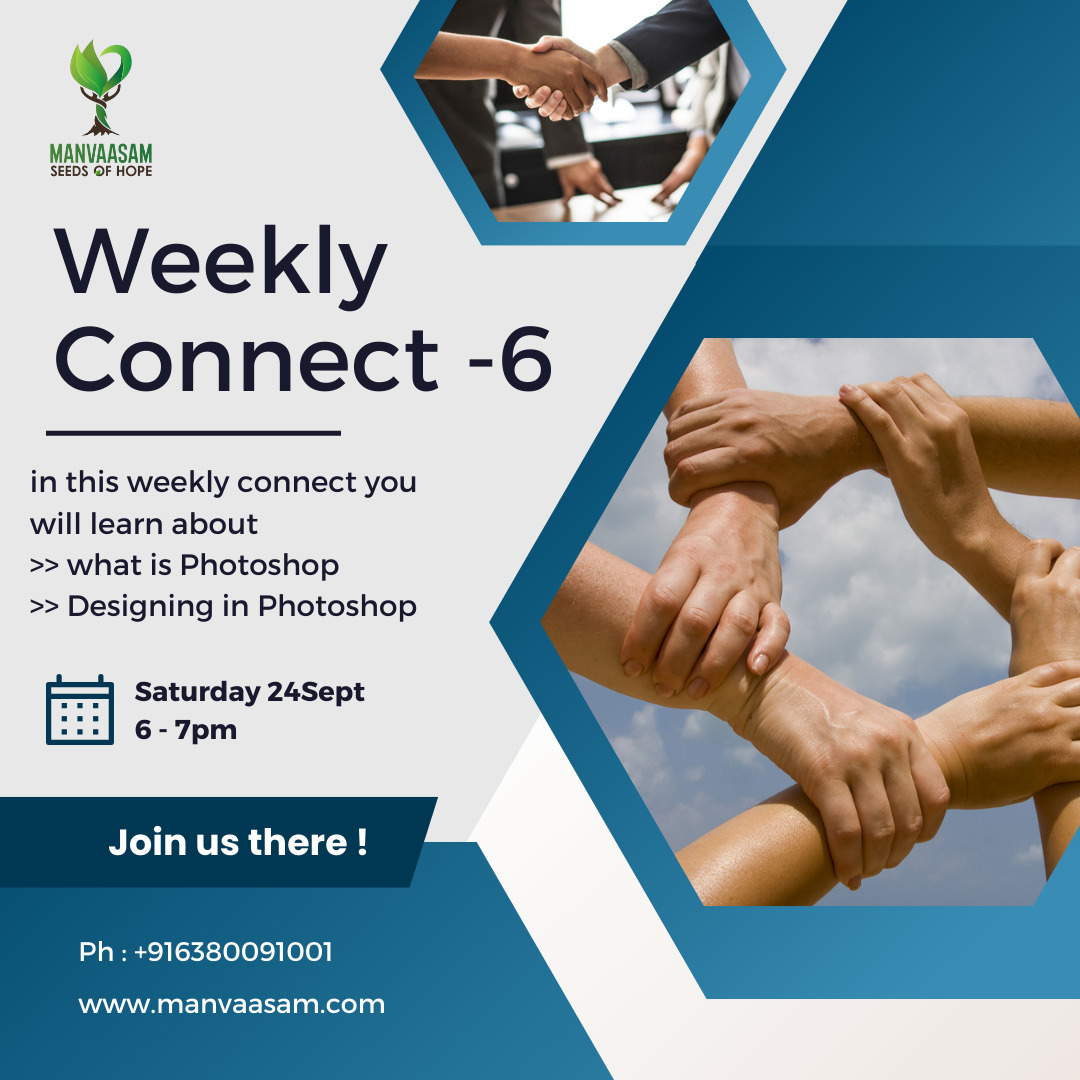 MANVAASAM
SEEDS OF HOPE
Weekly
Connect -6
in this weekly connect you
will learn about
>> what is Photoshop
>> Designing in Photoshop
Saturday 24Sept
6 - 7pm
Join us there !
Ph : +916380091001
www.manvaasam.com